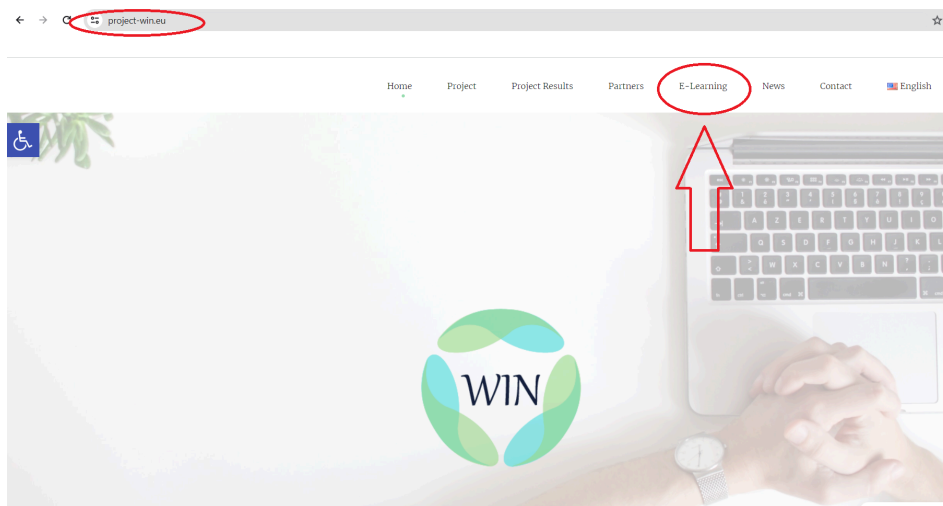 project-win.eu
Home Project Project Results Partners E-Learning News Contact English
A Z E R T Y U I O
Q S D F G H J K L
W X C V B N
WIN